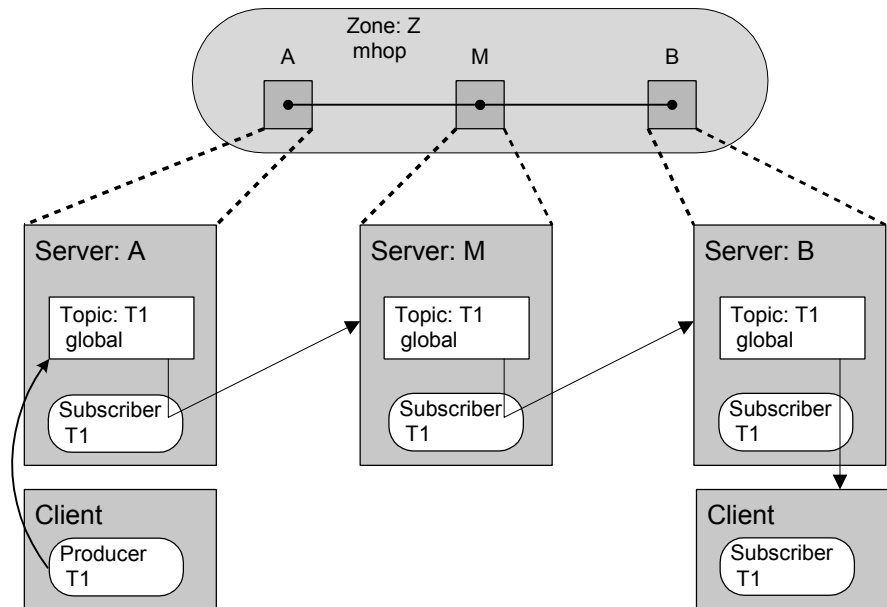 Zone: Z
mhop
A
M
B
Server: A
Topic: T1
global
Subscriber
T1
Server: M
Topic: T1
global
Subscriber
T1
Server: B
Topic: T1
global
Subscriber
T1
Client
Producer
T1
Client
Subscriber
T1